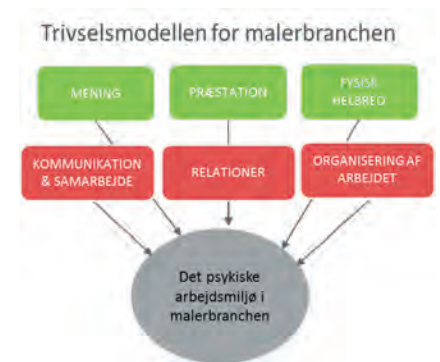 Trivselsmodellen for malerbranchen
MENING
PRÆSTATION
FYSISK
HELBRED
KOMMUNIKATION
& SAMARBEJDE
RELATIONER
ORGANISERING AF
ARBEJDET
Det psykiske
arbejdsmiljø i
malerbranchen